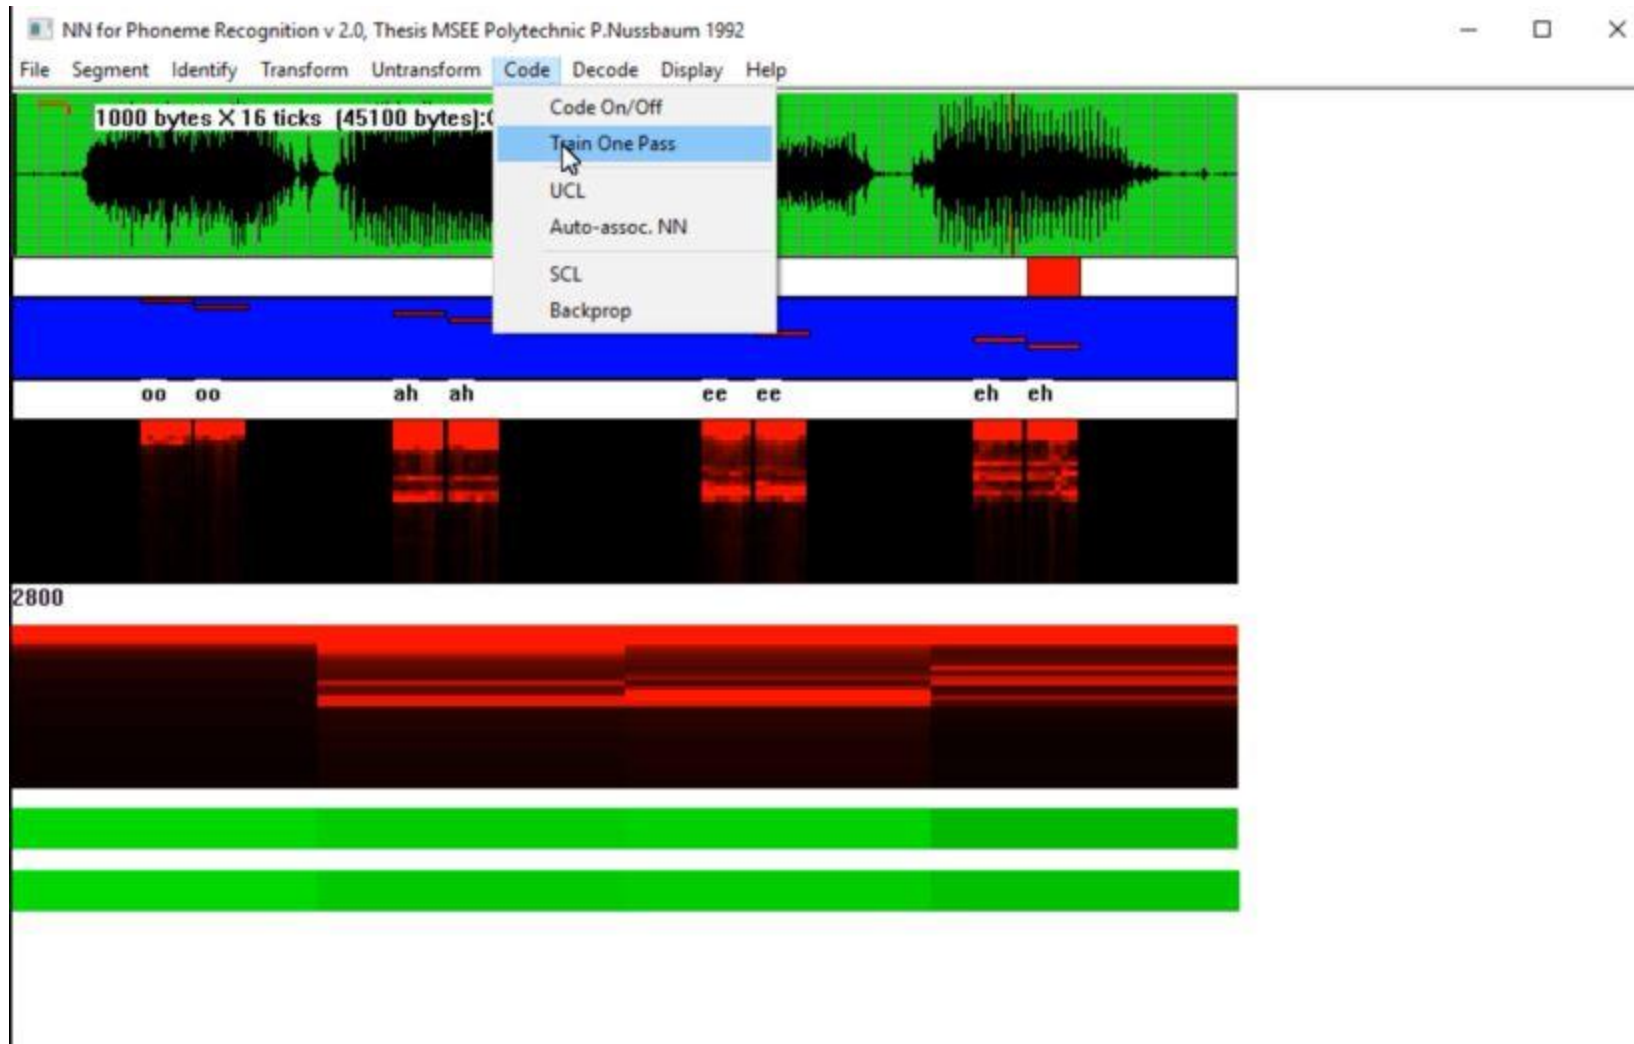 NN for Phoneme Recognition v 2.0, Thesis MSEE Polytechnic P.Nussbaum 1992
File Segment Identify Transform Untransform Code Decode Display Help
Code On/Off
1000 bytes X 16 ticks (45100 bytes):
Train One Pass
UCL
Auto-assoc. NN
SCL
Backprop
oo oo ah ah ee ee eh eh
2800